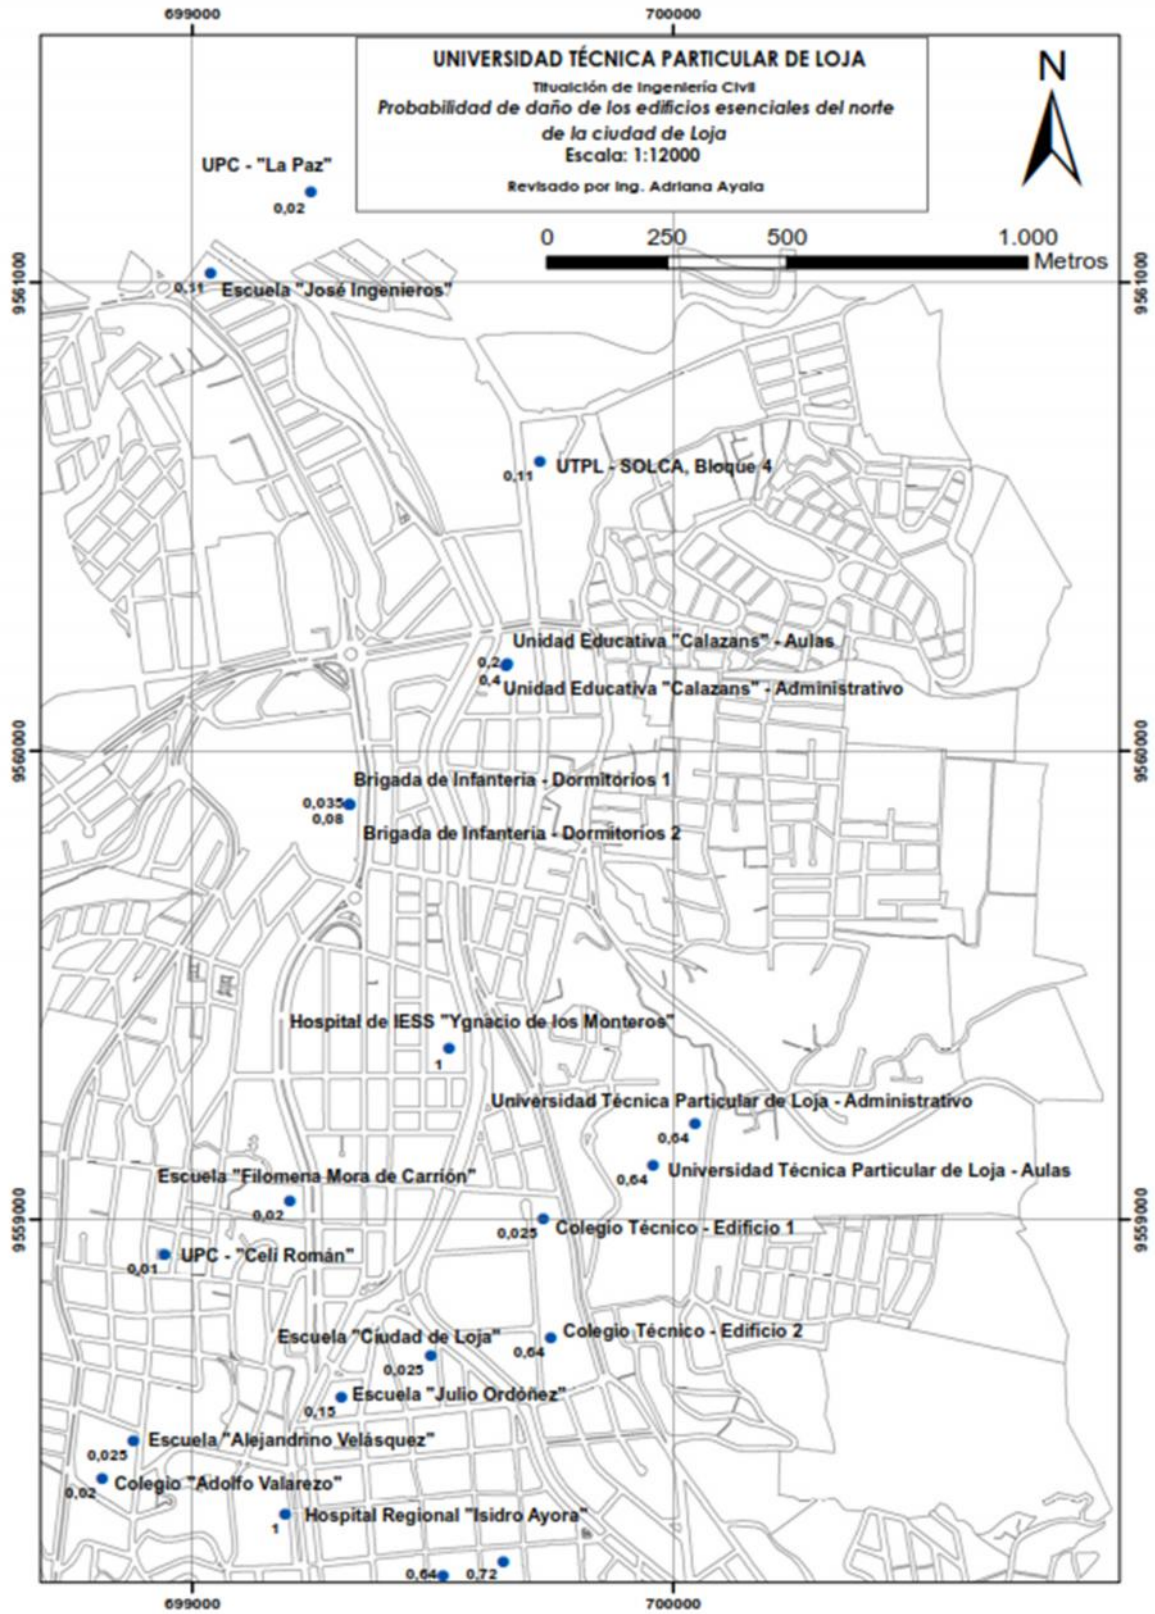 699000
700000
UNIVERSIDAD TÉCNICA PARTICULAR DE LOJA
Titualción de Ingeniería Civil
Probabilidad de daño de los edificios esenciales del norte
de la ciudad de Loja
Escala: 1:12000
Revisado por Ing. Adriana Ayala
N
UPC - "La Paz"
0,02
0
250
500
1.000
Metros
9561000
9561000
0,11
Escuela "José Ingenieros"
UTPL - SOLCA, Bloque 4
0,11
Unidad Educativa "Calazans" - Aulas
0,2
0,4
Unidad Educativa "Calazans" - Administrativo
9560000
9560000
Brigada de Infanteria - Dormitorios 1
0,035
0,08
Brigada de Infanteria - Dormitorios 2
Hospital de IESS "Ygnacio de los Monteros"
1
Universidad Técnica Particular de Loja - Administrativo
0,64
Universidad Técnica Particular de Loja - Aulas
0,64
Escuela "Filomena Mora de Carrión"
0,02
9559000
9559000
0,025
Colegio Técnico - Edificio 1
UPC - "Celi Román"
0,01
Colegio Técnico - Edificio 2
0,64
Escuela "Ciudad de Loja"
0,025
Escuela "Julio Ordóñez"
0,15
Escuela "Alejandrino Velásquez"
0,025
Colegio "Adolfo Valarezo"
0,02
Hospital Regional "Isidro Ayora"
1
0,64
0,72
699000
700000